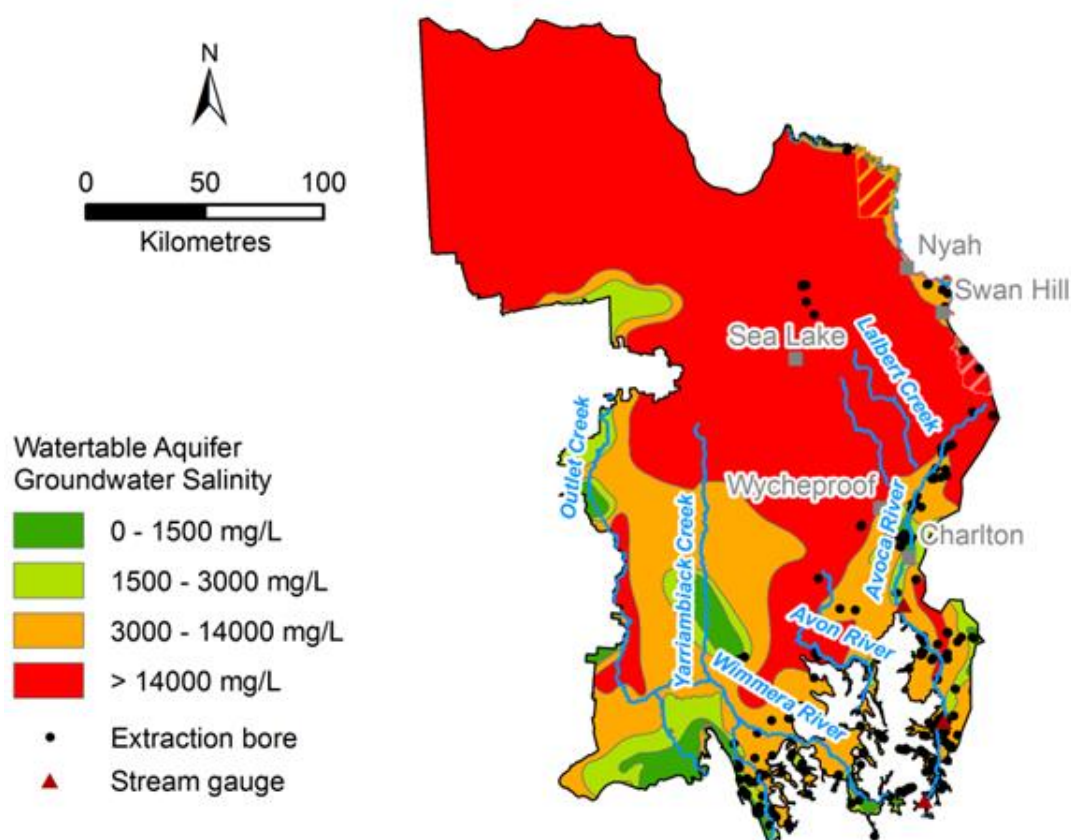 N
0 50 100
Kilometres
Nyah
Swan Hill
Sea Lake
Lalbert Creek
Outlet Creek
Wycheproof
Yarriambiack Creek
Avoca River
Charlton
Avon River
Wimmera River
Watertable Aquifer
Groundwater Salinity
0 - 1500 mg/L
1500 - 3000 mg/L
3000 - 14000 mg/L
> 14000 mg/L
Extraction bore
Stream gauge